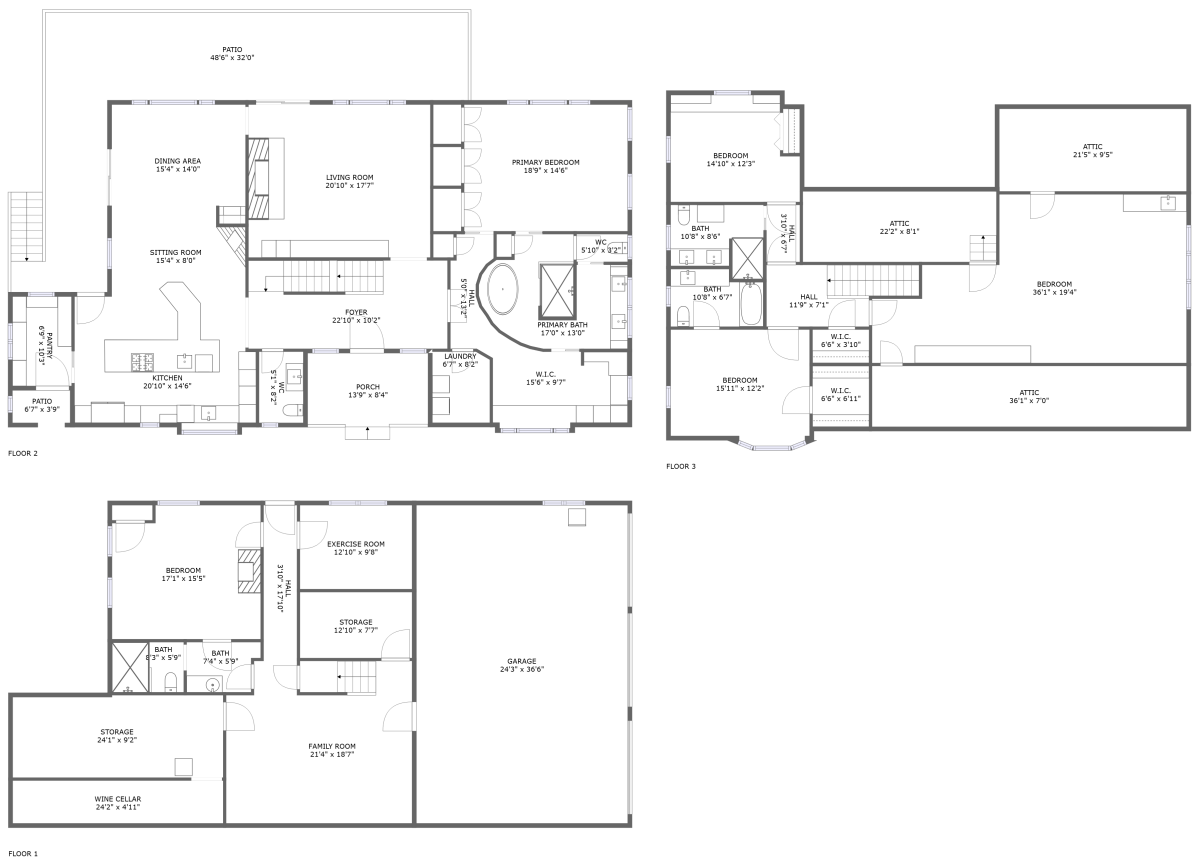 PATIO
48'6" x 32'0"
DINING AREA
15'4" x 14'0"
LIVING ROOM
20'10" x 17'7"
PRIMARY BEDROOM
18'9" x 14'6"
SITTING ROOM
15'4" x 8'0"
WC
5'10" x 3'2"
HALL
5'0" x 13'2"
FOYER
22'10" x 10'2"
PRIMARY BATH
17'0" x 13'0"
PANTRY
6'9" x 10'3"
KITCHEN
20'10" x 14'6"
WC
5'1" x 8'2"
PORCH
13'9" x 8'4"
LAUNDRY
6'7" x 8'2"
W.I.C.
15'6" x 9'7"
PATIO
6'7" x 3'9"
FLOOR 2
BEDROOM
14'10" x 12'3"
ATTIC
21'5" x 9'5"
BATH
10'8" x 8'6"
HALL
3'10" x 6'7"
ATTIC
22'2" x 8'1"
BATH
10'8" x 6'7"
HALL
11'9" x 7'1"
BEDROOM
36'1" x 19'4"
W.I.C.
6'6" x 3'10"
BEDROOM
15'11" x 12'2"
W.I.C.
6'6" x 6'11"
ATTIC
36'1" x 7'0"
FLOOR 3
BEDROOM
17'1" x 15'5"
HALL
3'10" x 17'10"
EXERCISE ROOM
12'10" x 9'8"
STORAGE
12'10" x 7'7"
BATH
8'3" x 5'9"
BATH
7'4" x 5'9"
GARAGE
24'3" x 36'6"
STORAGE
24'1" x 9'2"
FAMILY ROOM
21'4" x 18'7"
WINE CELLAR
24'2" x 4'11"
FLOOR 1